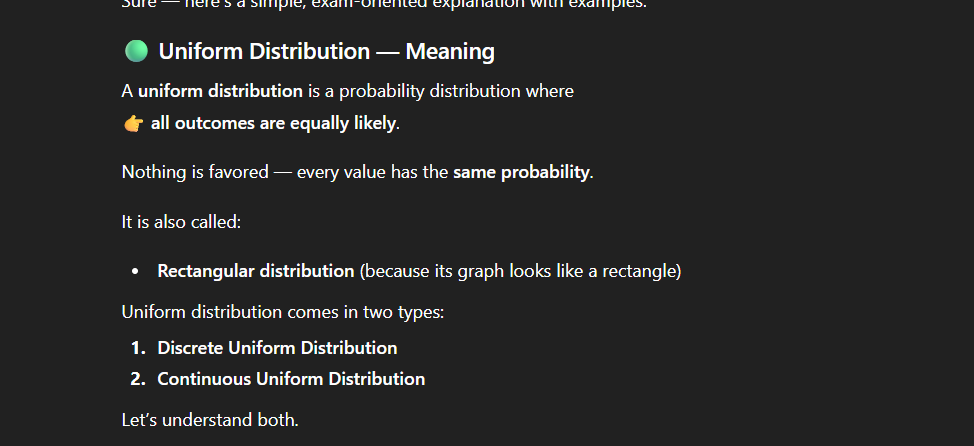 Sure — here's a simple, exam-oriented explanation with examples.
Uniform Distribution — Meaning
A uniform distribution is a probability distribution where
👉 all outcomes are equally likely.
Nothing is favored — every value has the same probability.
It is also called:
• Rectangular distribution (because its graph looks like a rectangle)
Uniform distribution comes in two types:
1. Discrete Uniform Distribution
2. Continuous Uniform Distribution
Let's understand both.